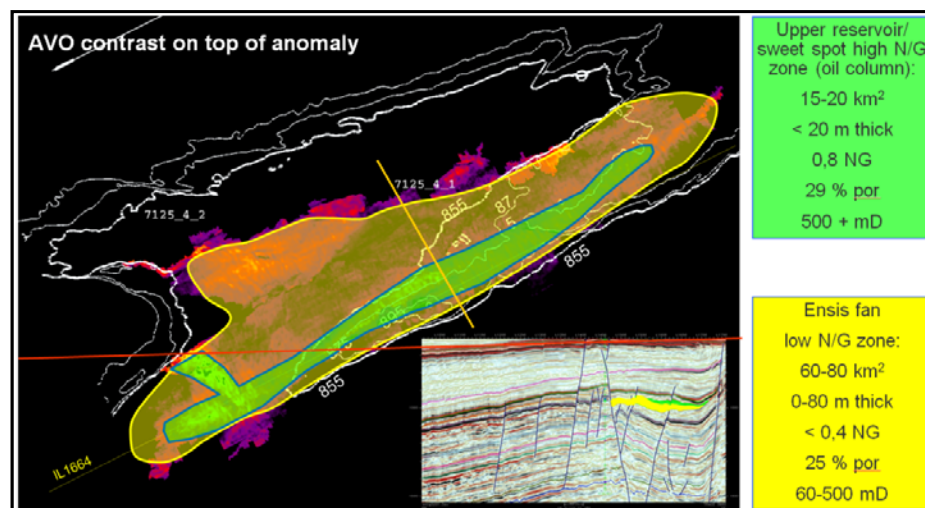 AVO contrast on top of anomaly
7125_4_1
7125_4_2
855
87
5
855
855
IL1664
Upper reservoir/
sweet spot high N/G
zone (oil column):
15-20 km²
< 20 m thick
0,8 NG
29 % por
500 + mD
Ensis fan
low N/G zone:
60-80 km²
0-80 m thick
< 0,4 NG
25 % por
60-500 mD